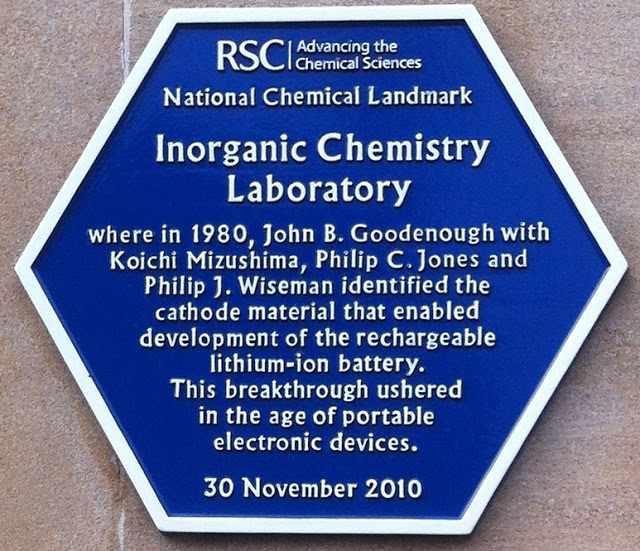 RSC | Advancing the
Chemical Sciences
National Chemical Landmark
Inorganic Chemistry
Laboratory
where in 1980, John B. Goodenough with
Koichi Mizushima, Philip C. Jones and
Philip J. Wiseman identified the
cathode material that enabled
development of the rechargeable
lithium-ion battery.
This breakthrough ushered
in the age of portable
electronic devices.
30 November 2010